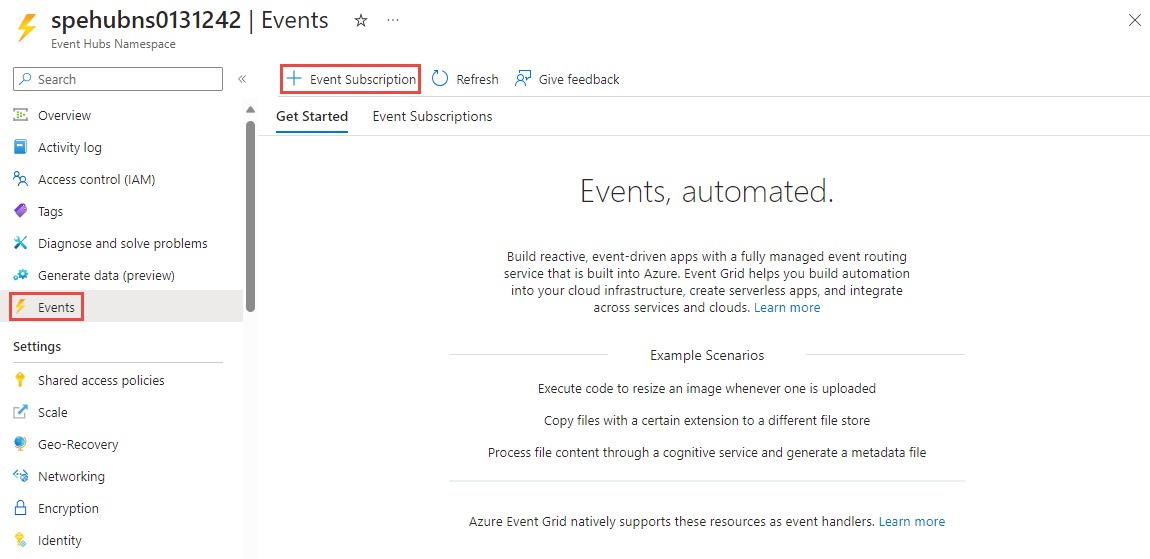 spehubns0131242 | Events ☆ ...
Event Hubs Namespace
Search «
+ Event Subscription Refresh Give feedback
Get Started Event Subscriptions
Overview
Activity log
Access control (IAM)
Tags
Diagnose and solve problems
Generate data (preview)
Events
Settings
Shared access policies
Scale
Geo-Recovery
Networking
Encryption
Identity
Events, automated.
Build reactive, event-driven apps with a fully managed event routing
service that is built into Azure. Event Grid helps you build automation
into your cloud infrastructure, create serverless apps, and integrate
across services and clouds. Learn more
Example Scenarios
Execute code to resize an image whenever one is uploaded
Copy files with a certain extension to a different file store
Process file content through a cognitive service and generate a metadata file
Azure Event Grid natively supports these resources as event handlers. Learn more